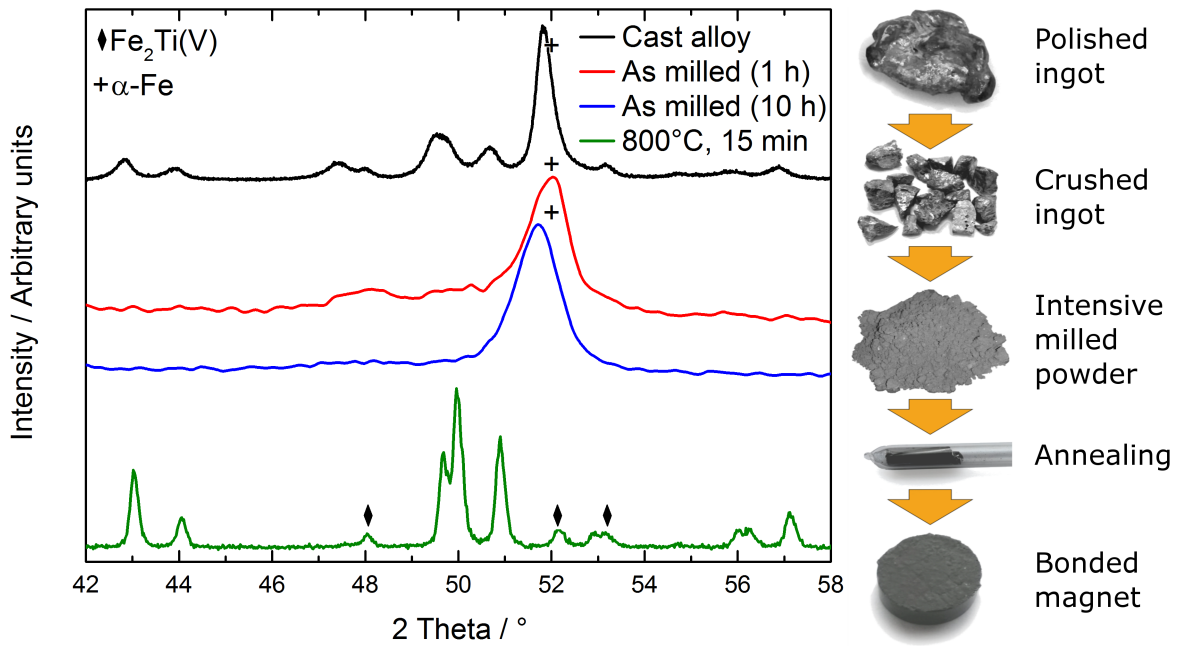 ♦Fe₂Ti(V)
+α-Fe
Cast alloy
As milled (1 h)
As milled (10 h)
800°C, 15 min
+
+
+
Intensity / Arbitrary units
42 44 46 48 50 52 54 56 58
2 Theta / °
Polished
ingot
Crushed
ingot
Intensive
milled
powder
Annealing
Bonded
magnet